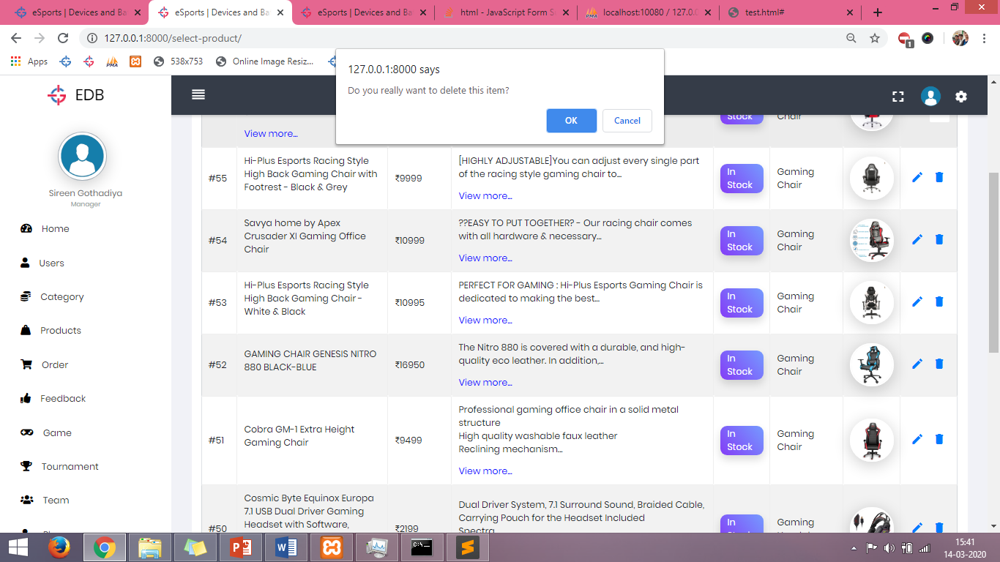 eSports | Devices and Ba
eSports | Devices and Ba
eSports | Devices and Ba
html - JavaScript Form S
localhost:10080 / 127.0.
test.html#
127.0.0.1:8000/select-product/
1
Apps
PMA
538x753
Online Image Resiz...
127.0.0.1:8000 says
Do you really want to delete this item?
OK
Cancel
EDB
Sireen Gothadiya
Manager
Home
Users
Category
Products
Order
Feedback
Game
Tournament
Team
View more...
Chair
Stock
#55
Hi-Plus Esports Racing Style
High Back Gaming Chair with
Footrest - Black & Grey
₹9999
[HIGHLY ADJUSTABLE]You can adjust every single part
of the racing style gaming chair to...
View more...
In
Stock
Gaming
Chair
#54
Savya home by Apex
Crusader XI Gaming Office
Chair
₹10999
??EASY TO PUT TOGETHER? - Our racing chair comes
with all hardware & necessary...
View more...
In
Stock
Gaming
Chair
#53
Hi-Plus Esports Racing Style
High Back Gaming Chair -
White & Black
₹10995
PERFECT FOR GAMING : Hi-Plus Esports Gaming Chair is
dedicated to making the best...
View more...
In
Stock
Gaming
Chair
#52
GAMING CHAIR GENESIS NITRO
880 BLACK-BLUE
₹16950
The Nitro 880 is covered with a durable, and high-
quality eco leather. In addition,...
View more...
In
Stock
Gaming
Chair
#51
Cobra GM-1 Extra Height
Gaming Chair
₹9499
Professional gaming office chair in a solid metal
structure
High quality washable faux leather
Reclining mechanism...
View more...
In
Stock
Gaming
Chair
#50
Cosmic Byte Equinox Europa
7.1 USB Dual Driver Gaming
Headset with Software,
₹2199
Dual Driver System, 7.1 Surround Sound, Braided Cable,
Carrying Pouch for the Headset Included
Spectra
In
Stock
Gaming
15:41
14-03-2020